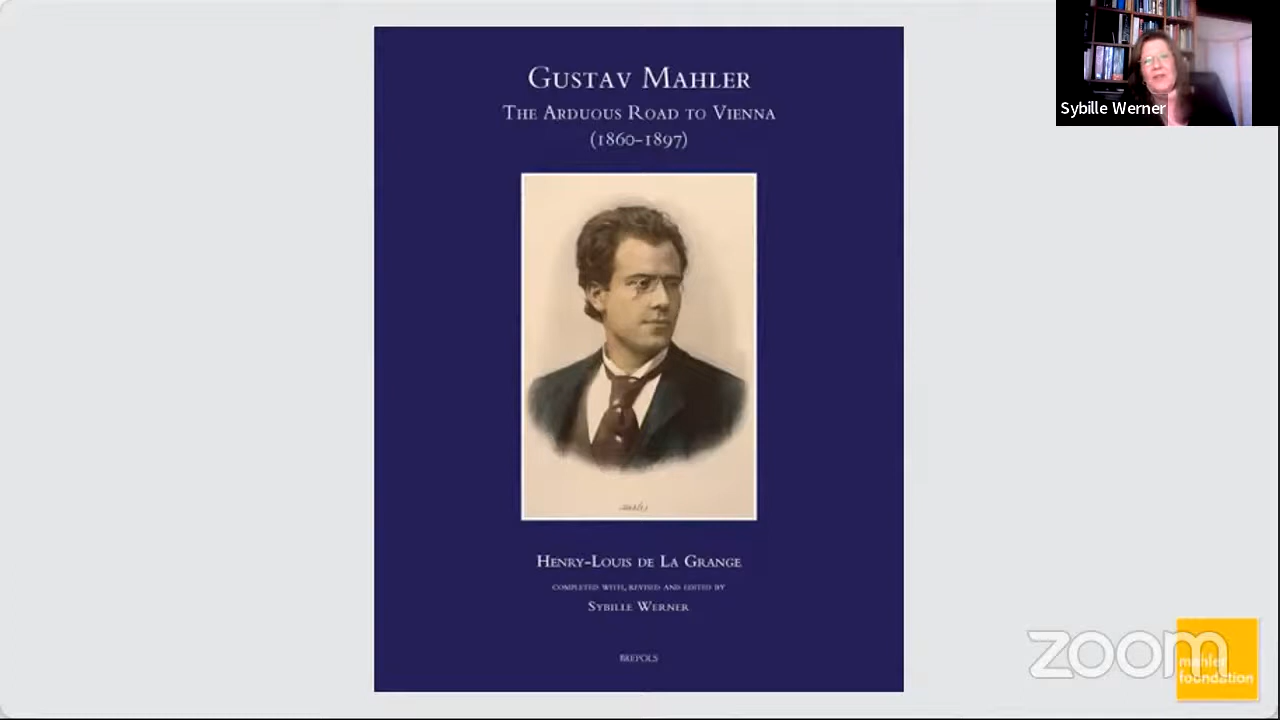 GUSTAV MAHLER
THE ARDUOUS ROAD TO VIENNA
(1860-1897)
HENRY-LOUIS DE LA GRANGE
COMPLETED WITH, REVISED AND EDITED BY
SYBILLE WERNER
BREPOLS
Sybille Werner
zoom
mahler
foundation